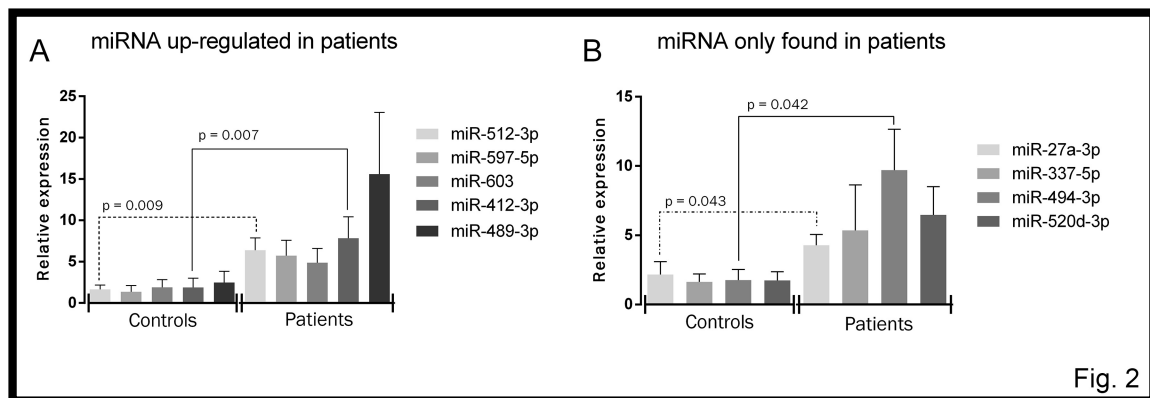 A
miRNA up-regulated in patients
25
20
15
10
5
0
Relative expression
p = 0.007
p = 0.009
miR-512-3p
miR-597-5p
miR-603
miR-412-3p
miR-489-3p
Controls
Patients
B
miRNA only found in patients
15
10
5
0
Relative expression
p = 0.042
p = 0.043
miR-27a-3p
miR-337-5p
miR-494-3p
miR-520d-3p
Controls
Patients
Fig. 2